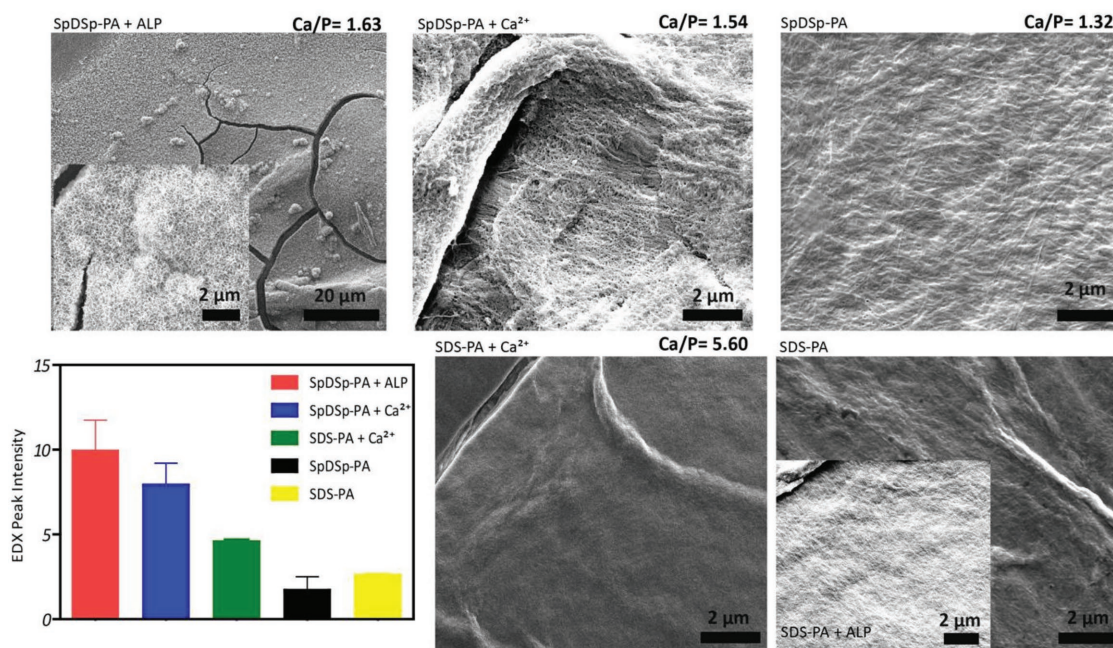 SpDSp-PA + ALP
Ca/P= 1.63
SpDSp-PA + Ca²⁺
Ca/P= 1.54
SpDSp-PA
Ca/P= 1.32
2 µm
20 µm
2 µm
2 µm
15
10
5
0
EDX Peak Intensity
SpDSp-PA + ALP
SpDSp-PA + Ca²⁺
SDS-PA + Ca²⁺
SpDSp-PA
SDS-PA
SDS-PA + Ca²⁺
Ca/P= 5.60
2 µm
SDS-PA
SDS-PA + ALP
2 µm
2 µm